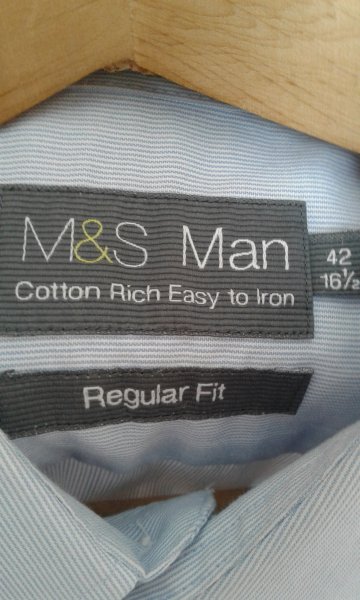 M&S Man
Cotton Rich Easy to Iron
42
16½
Regular Fit